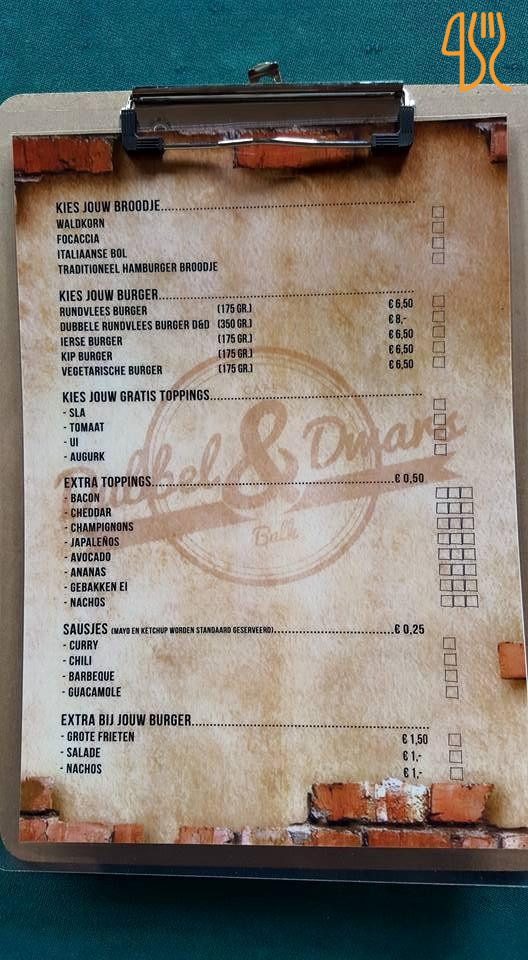 KIES JOUW BROODJE
WALDKORN
FOCACCIA
ITALIAANSE BOL
TRADITIONEEL HAMBURGER BROODJE
KIES JOUW BURGER
RUNDVLEES BURGER (175 GR.) € 6,50
DUBBELE RUNDVLEES BURGER D&D (350 GR.) € 8,-
IERSE BURGER (175 GR.) € 6,50
KIP BURGER (175 GR.) € 6,50
VEGETARISCHE BURGER (175 GR.) € 6,50
KIES JOUW GRATIS TOPPINGS
- SLA
- TOMAAT
- UI
- AUGURK
Dubbel & Dwars
Balk
EXTRA TOPPINGS € 0,50
- BACON
- CHEDDAR
- CHAMPIGNONS
- JAPALEÑOS
- AVOCADO
- ANANAS
- GEBAKKEN EI
- NACHOS
SAUSJES (MAYO EN KETCHUP WORDEN STANDAARD GESERVEERD) € 0,25
- CURRY
- CHILI
- BARBEQUE
- GUACAMOLE
EXTRA BIJ JOUW BURGER
- GROTE FRIETEN € 1,50
- SALADE € 1,-
- NACHOS € 1,-